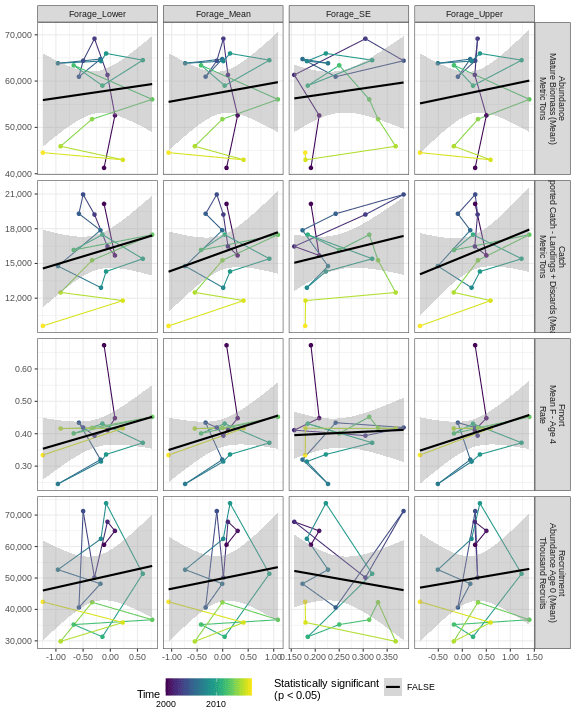 Forage_Lower Forage_Mean Forage_SE Forage_Upper
70,000
60,000
50,000
40,000
Abundance
Mature Biomass (Mean)
Metric Tons
21,000
18,000
15,000
12,000
Catch
ported Catch - Landings + Discards (Me
Metric Tons
0.60
0.50
0.40
0.30
Fmort
Mean F - Age 4
Rate
70,000
60,000
50,000
40,000
30,000
Recruitment
Abundance Age 0 (Mean)
Thousand Recruits
-1.00 -0.50 0.00 0.50 -1.00 -0.50 0.00 0.50 1.00 0.150 0.200 0.250 0.300 0.350 -0.50 0.00 0.50 1.00 1.50
Time
2000 2010
Statistically significant
(p < 0.05)
FALSE